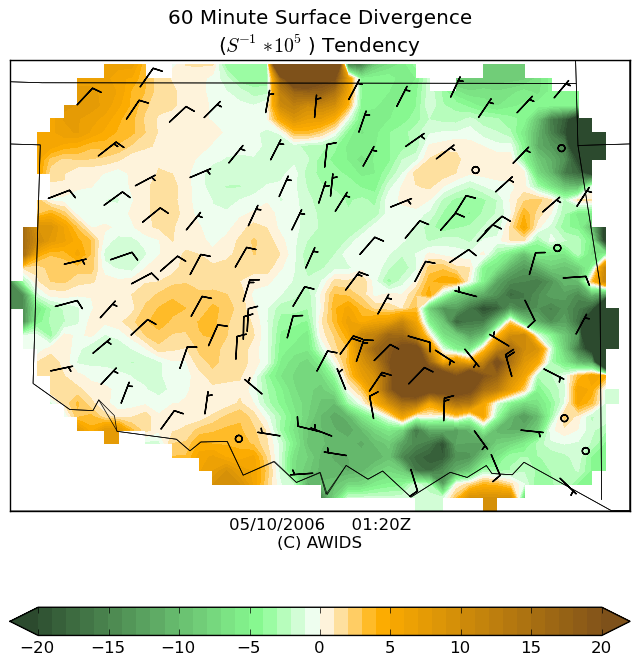 60 Minute Surface Divergence
(S⁻¹ * 10⁵ ) Tendency
05/10/2006 01:20Z
(C) AWIDS
−20 −15 −10 −5 0 5 10 15 20